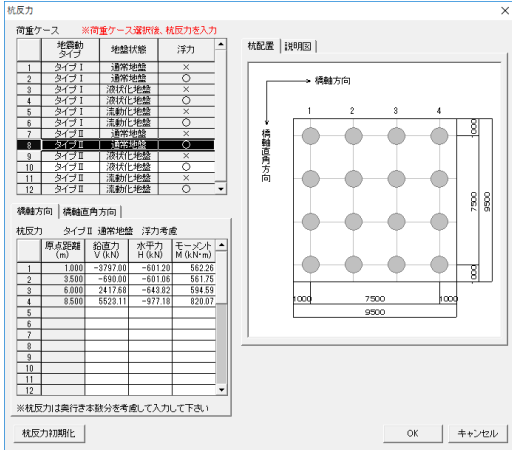 杭反力
荷重ケース ※荷重ケース選択後、杭反力を入力
地震動タイプ 地盤状態 浮力
1 タイプⅠ 通常地盤 ×
2 タイプⅠ 通常地盤 ○
3 タイプⅠ 液状化地盤 ×
4 タイプⅠ 液状化地盤 ○
5 タイプⅠ 流動化地盤 ×
6 タイプⅠ 流動化地盤 ○
7 タイプⅡ 通常地盤 ×
8 タイプⅡ 通常地盤 ○
9 タイプⅡ 液状化地盤 ×
10 タイプⅡ 液状化地盤 ○
11 タイプⅡ 流動化地盤 ×
12 タイプⅡ 流動化地盤 ○
橋軸方向 橋軸直角方向
杭反力 タイプⅡ 通常地盤 浮力考慮
原点距離 (m) 鉛直力 V (kN) 水平力 H (kN) モーメント M (kN・m)
1 1.000 -3797.00 -601.20 562.26
2 3.500 -690.00 -601.06 561.75
3 6.000 2417.68 -643.82 594.59
4 8.500 5523.11 -977.18 820.07
5
6
7
8
9
10
11
12
※杭反力は奥行き本数分を考慮して入力して下さい
杭反力初期化
杭配置 説明図
橋軸方向
橋軸直角方向
1 2 3 4
1000
7500
1000
9500
1000 7500 1000
9500
OK キャンセル